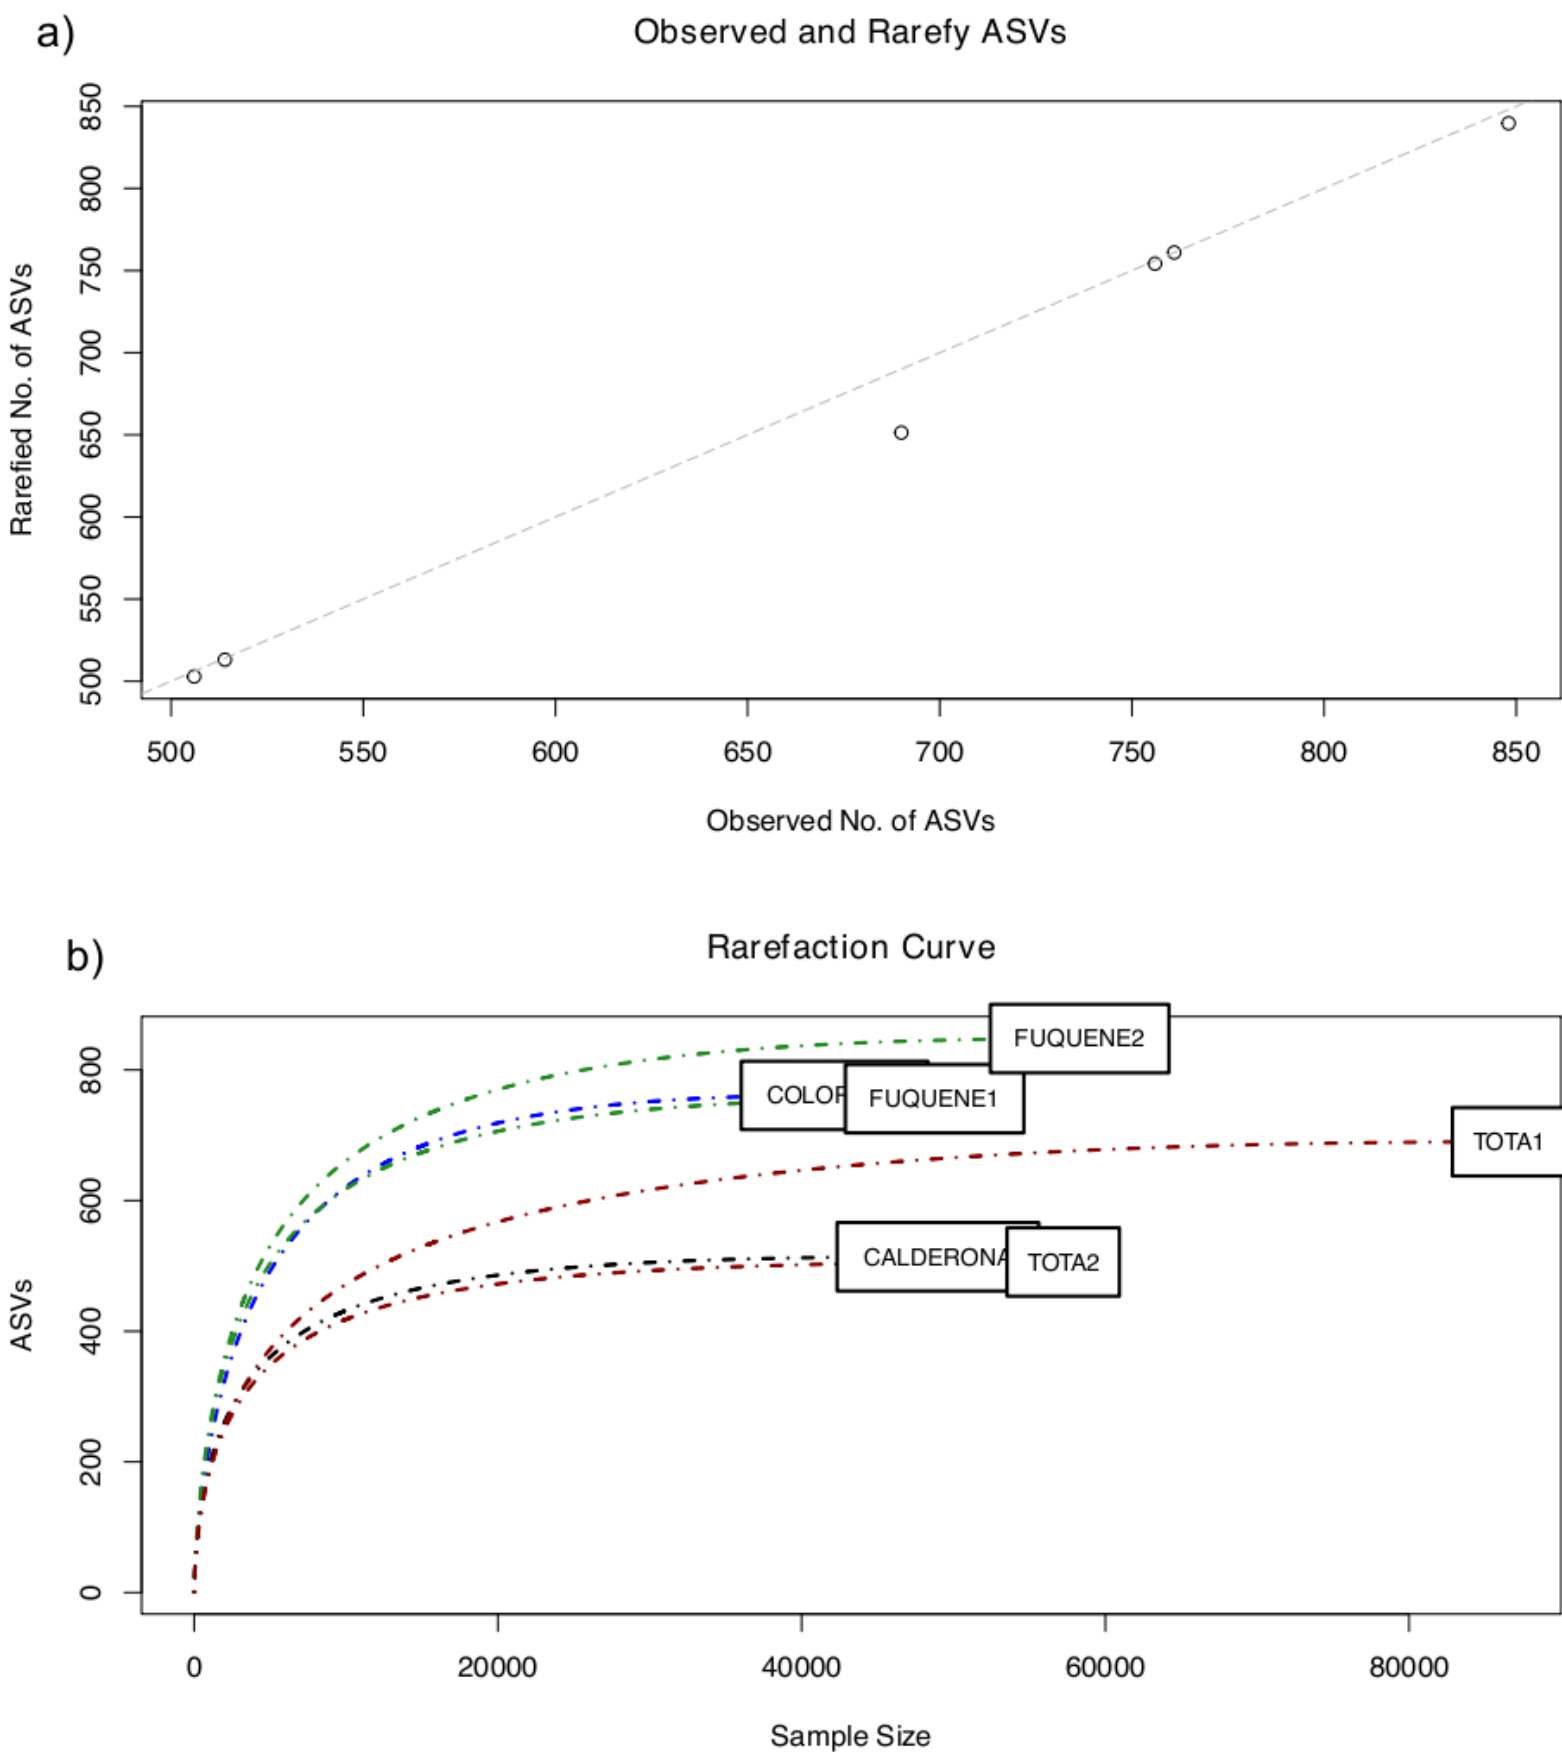 a)
Observed and Rarefy ASVs
Rarefied No. of ASVs
850
800
750
700
650
600
550
500
500 550 600 650 700 750 800 850
Observed No. of ASVs
b)
Rarefaction Curve
ASVs
800
600
400
200
0
FUQUENE2
FUQUENE1
TOTA1
CALDERONA
TOTA2
0 20000 40000 60000 80000
Sample Size